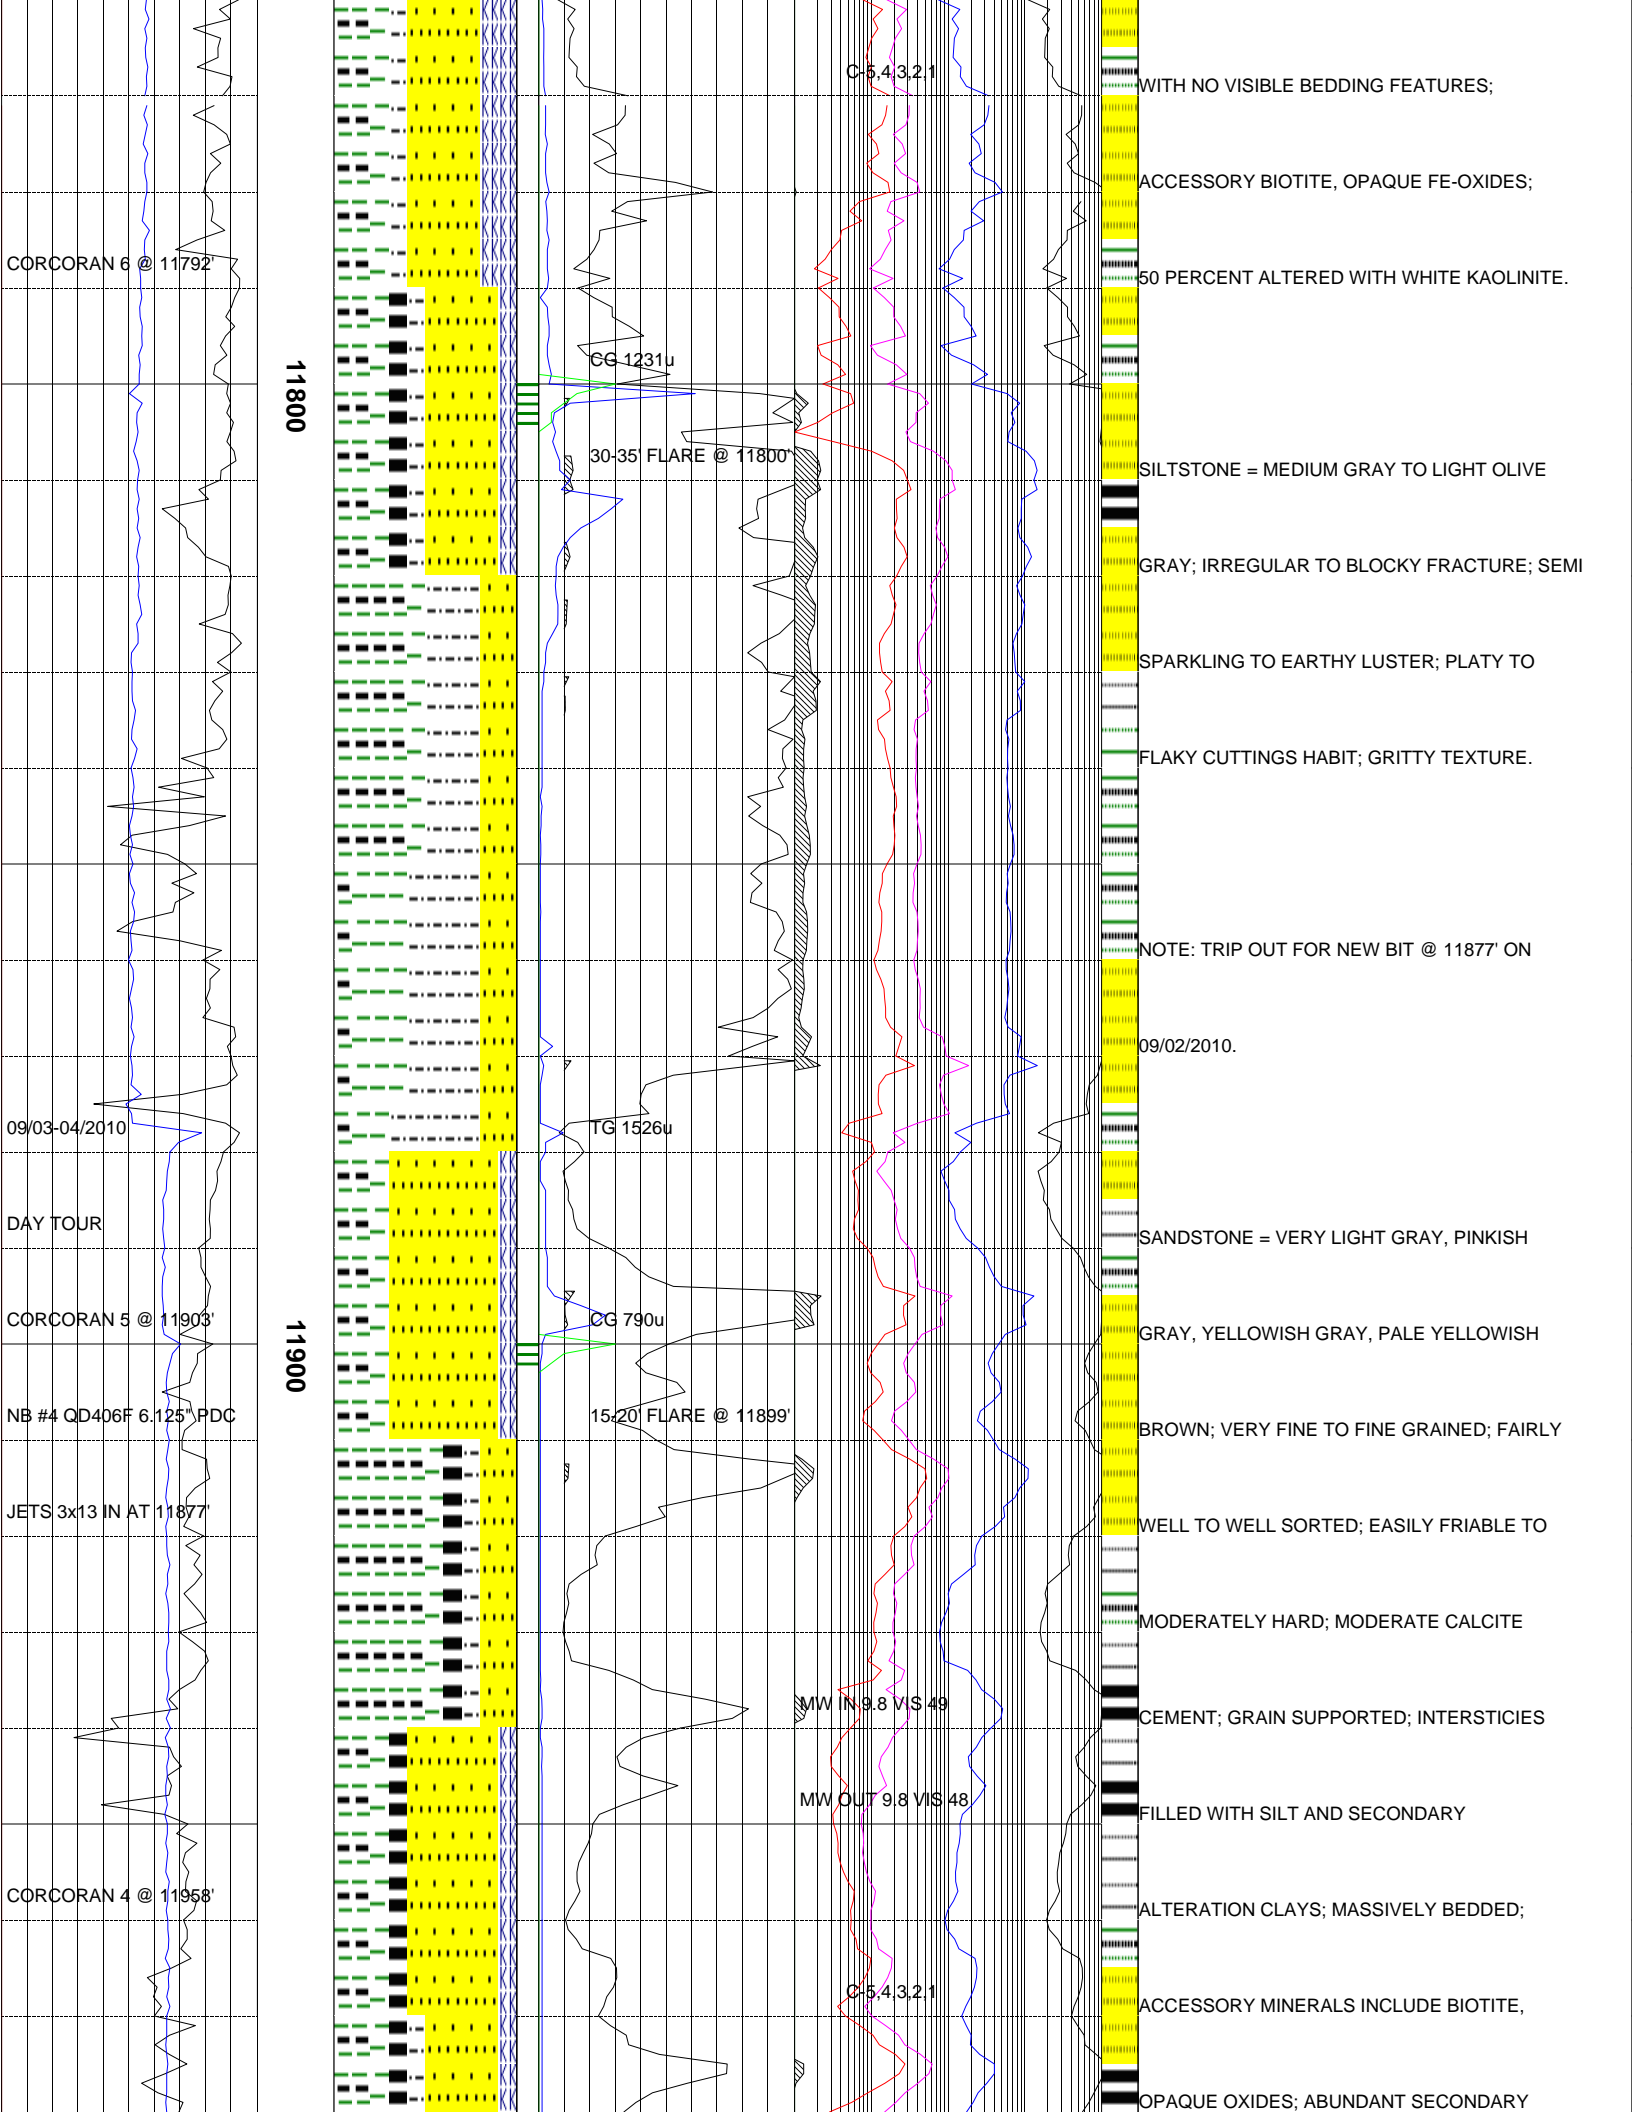 C-5,4,3,2,1
WITH NO VISIBLE BEDDING FEATURES;
ACCESSORY BIOTITE, OPAQUE FE-OXIDES;
CORCORAN 6 @ 11792'
50 PERCENT ALTERED WITH WHITE KAOLINITE.
CG 1231u
11800
30-35' FLARE @ 11800'
SILTSTONE = MEDIUM GRAY TO LIGHT OLIVE
GRAY; IRREGULAR TO BLOCKY FRACTURE; SEMI
SPARKLING TO EARTHY LUSTER; PLATY TO
FLAKY CUTTINGS HABIT; GRITTY TEXTURE.
NOTE: TRIP OUT FOR NEW BIT @ 11877' ON
09/02/2010.
09/03-04/2010
TG 1526u
DAY TOUR
SANDSTONE = VERY LIGHT GRAY, PINKISH
CORCORAN 5 @ 11903'
CG 790u
GRAY, YELLOWISH GRAY, PALE YELLOWISH
11900
NB #4 QD406F 6.125" PDC
15-20' FLARE @ 11899'
BROWN; VERY FINE TO FINE GRAINED; FAIRLY
JETS 3x13 IN AT 11877'
WELL TO WELL SORTED; EASILY FRIABLE TO
MODERATELY HARD; MODERATE CALCITE
MW IN 9.8 VIS 49
CEMENT; GRAIN SUPPORTED; INTERSTICIES
MW OUT 9.8 VIS 48
FILLED WITH SILT AND SECONDARY
CORCORAN 4 @ 11958'
ALTERATION CLAYS; MASSIVELY BEDDED;
C-5,4,3,2,1
ACCESSORY MINERALS INCLUDE BIOTITE,
OPAQUE OXIDES; ABUNDANT SECONDARY